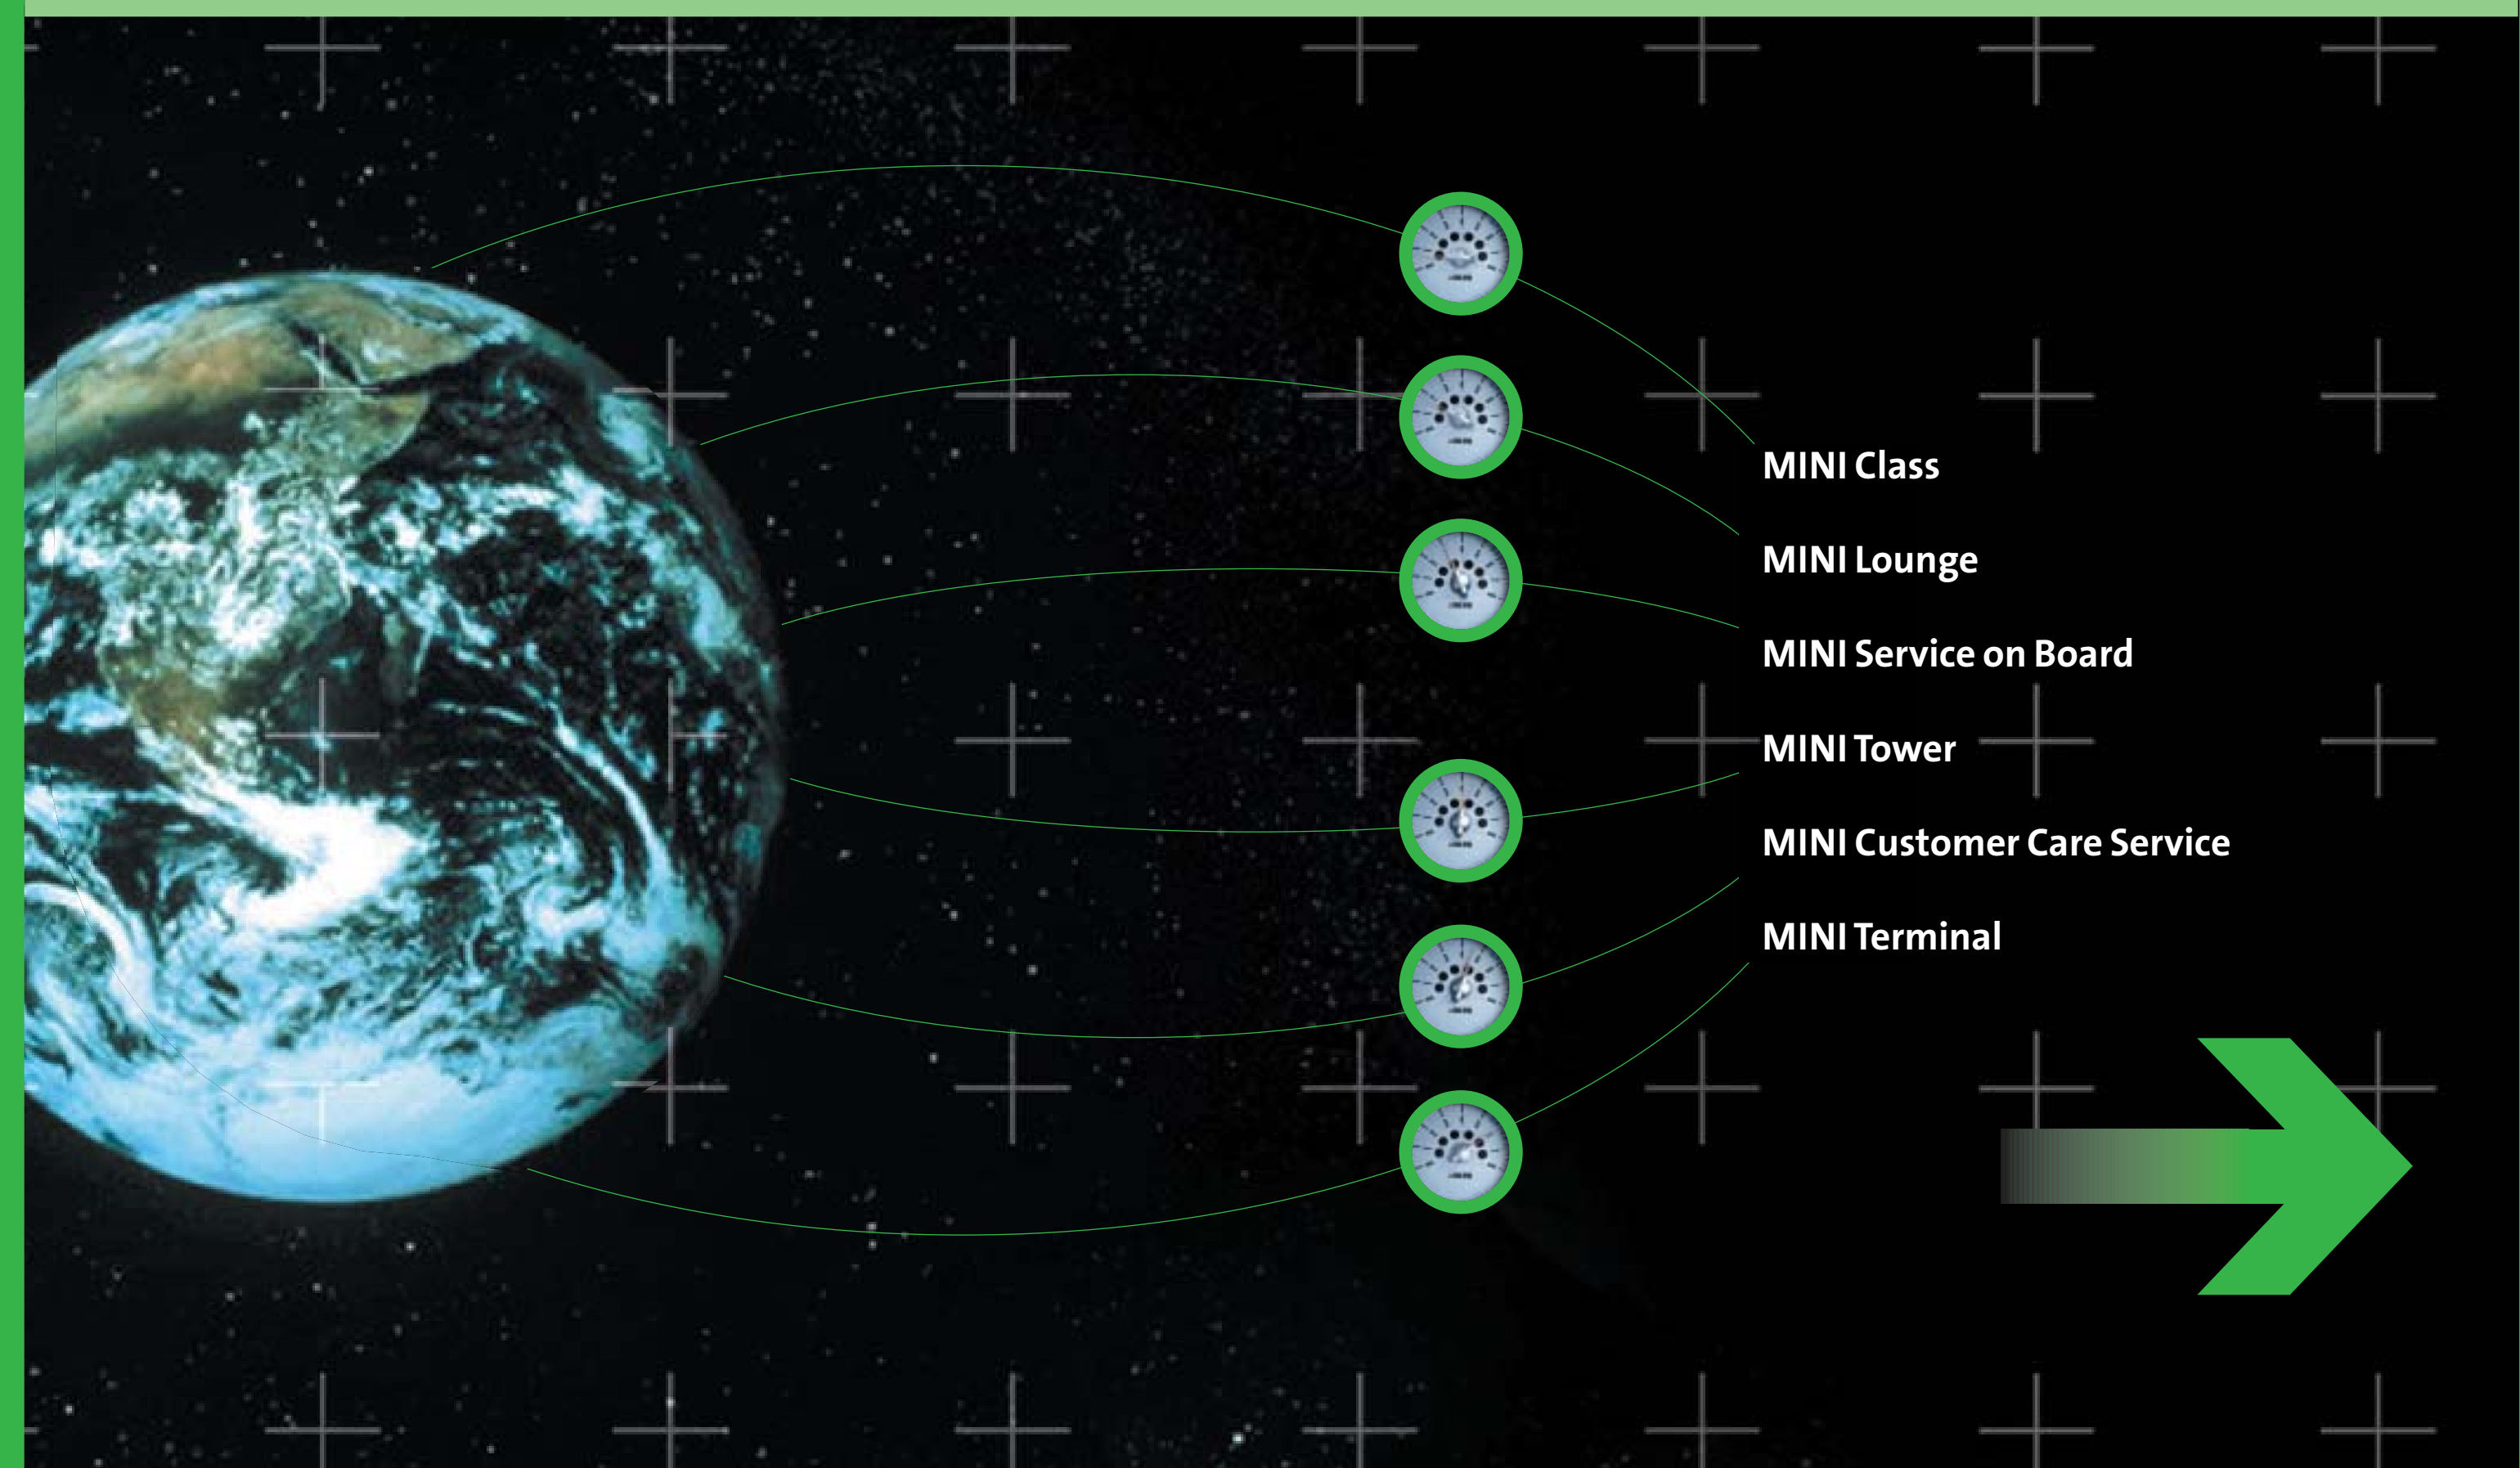 MINI Class
MINI Lounge
MINI Service on Board
MINI Tower
MINI Customer Care Service
MINI Terminal